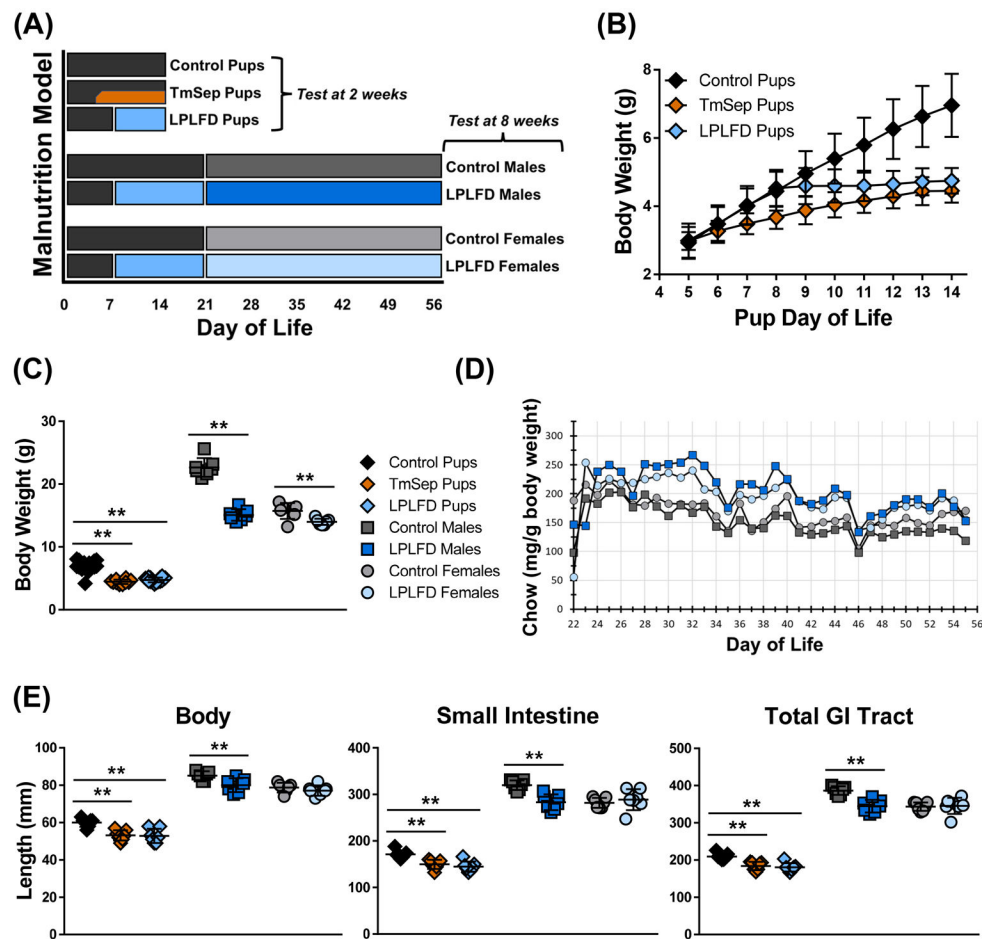 (A)
Malnutrition Model
Control Pups
TmSep Pups
LPLFD Pups
Test at 2 weeks
Test at 8 weeks
Control Males
LPLFD Males
Control Females
LPLFD Females
0 7 14 21 28 35 42 49 56
Day of Life
(B)
Body Weight (g)
8
6
4
2
Control Pups
TmSep Pups
LPLFD Pups
4 5 6 7 8 9 10 11 12 13 14
Pup Day of Life
(C)
Body Weight (g)
30
20
10
0
**
**
**
**
Control Pups
TmSep Pups
LPLFD Pups
Control Males
LPLFD Males
Control Females
LPLFD Females
(D)
Chow (mg/g body weight)
300
250
200
150
100
50
0
22 24 26 28 30 32 34 36 38 40 42 44 46 48 50 52 54 56
Day of Life
(E)
Body
Length (mm)
100
80
60
40
20
0
**
**
**
Small Intestine
400
300
200
100
0
**
**
**
Total GI Tract
500
400
300
200
100
0
**
**
**